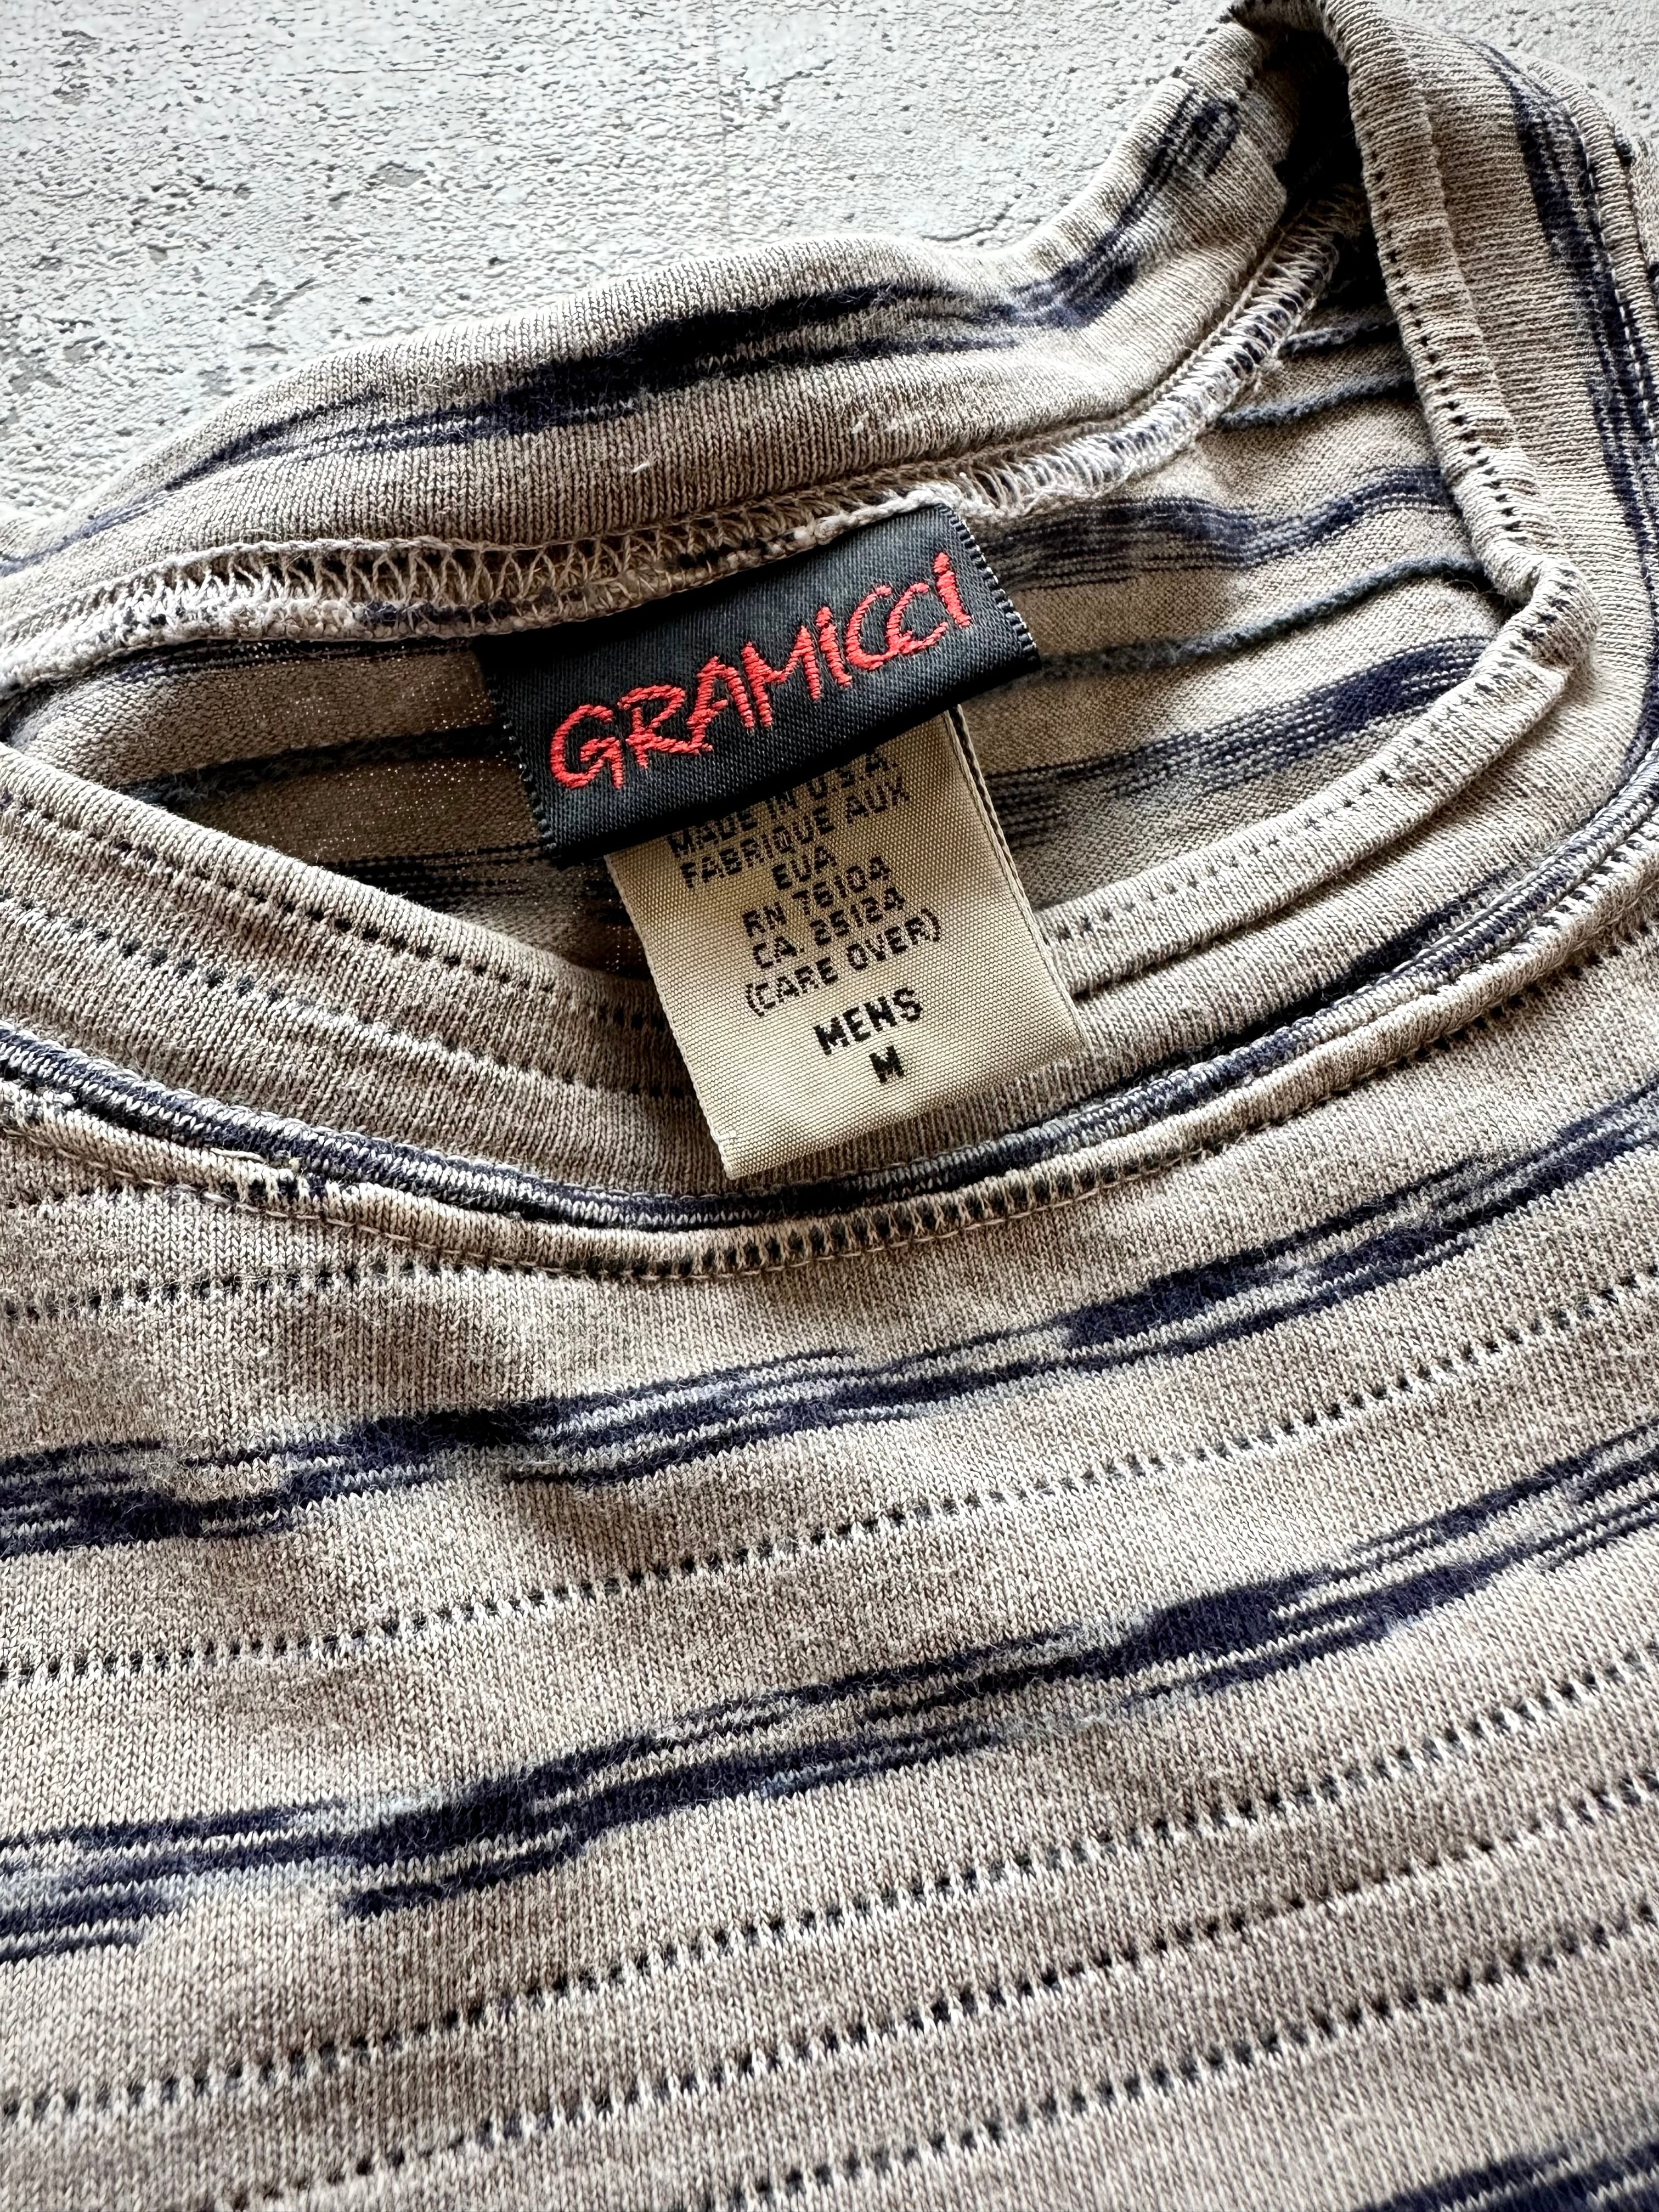 GRAMiCCi
MADE IN U.S.A.
FABRIQUE AUX
EUA
RN 76104
CA. 25124
(CARE OVER)
MENS
M